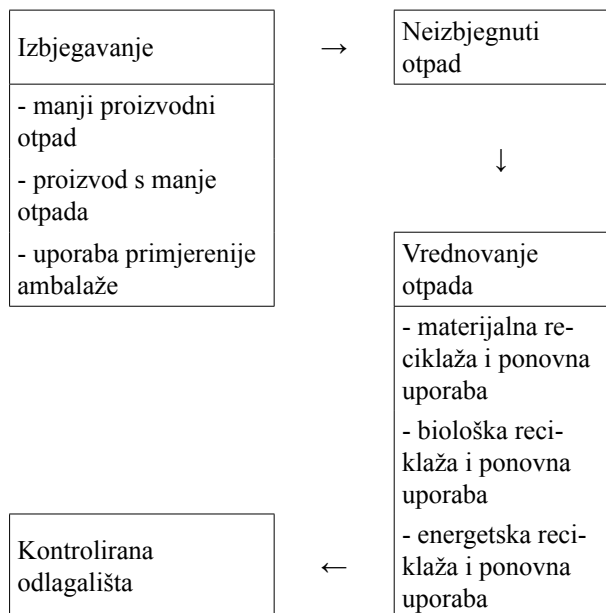 Izbjegavanje
→
Neizbjegnuti
otpad
- manji proizvodni
otpad
- proizvod s manje
otpada
- uporaba primjerenije
ambalaže
↓
Vrednovanje
otpada
- materijalna re-
ciklaža i ponovna
uporaba
- biološka reci-
klaža i ponovna
uporaba
- energetska reci-
klaža i ponovna
uporaba
←
Kontrolirana
odlagališta